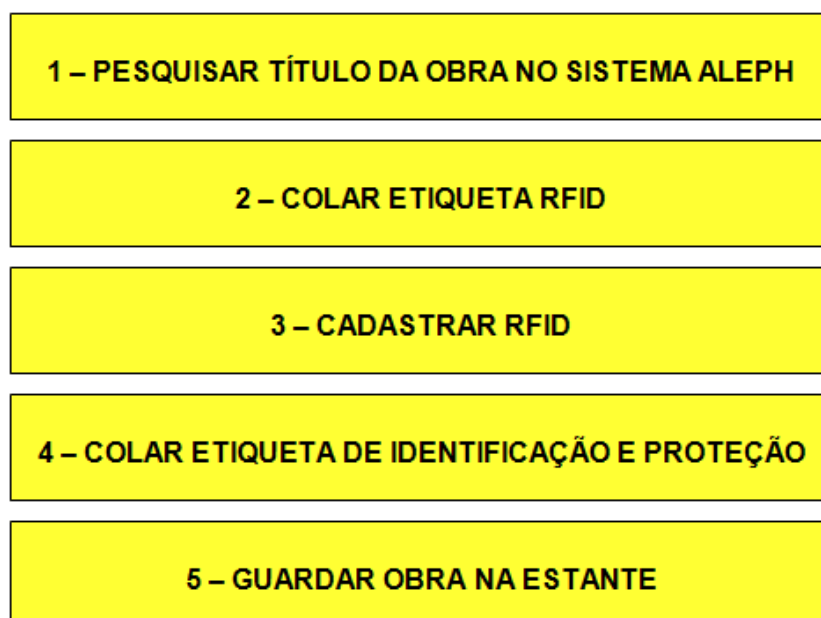 1 – PESQUISAR TÍTULO DA OBRA NO SISTEMA ALEPH
2 – COLAR ETIQUETA RFID
3 – CADASTRAR RFID
4 – COLAR ETIQUETA DE IDENTIFICAÇÃO E PROTEÇÃO
5 – GUARDAR OBRA NA ESTANTE